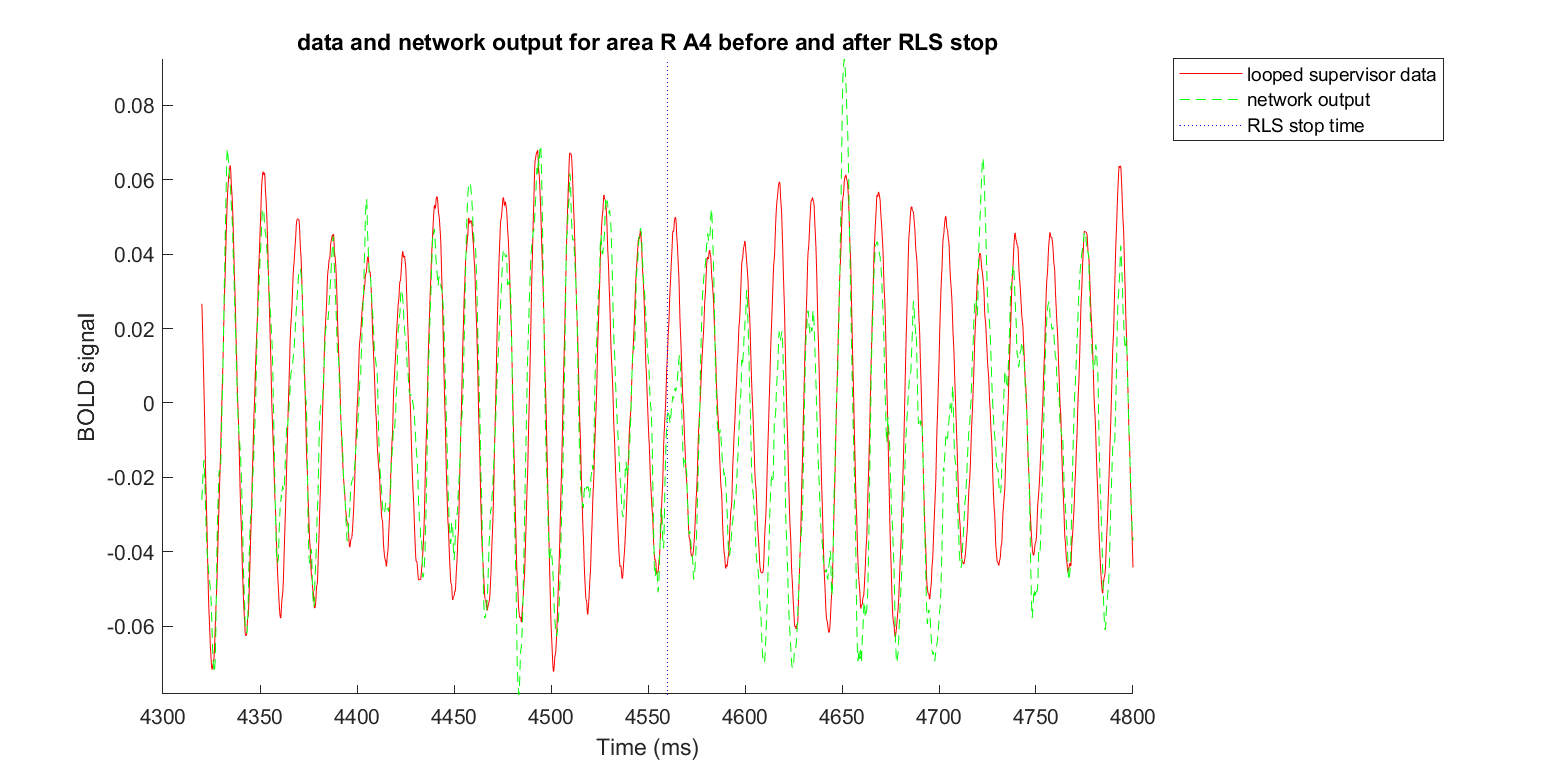 data and network output for area R A4 before and after RLS stop
looped supervisor data
network output
RLS stop time
0.08
0.06
0.04
0.02
0
-0.02
-0.04
-0.06
BOLD signal
4300 4350 4400 4450 4500 4550 4600 4650 4700 4750 4800
Time (ms)